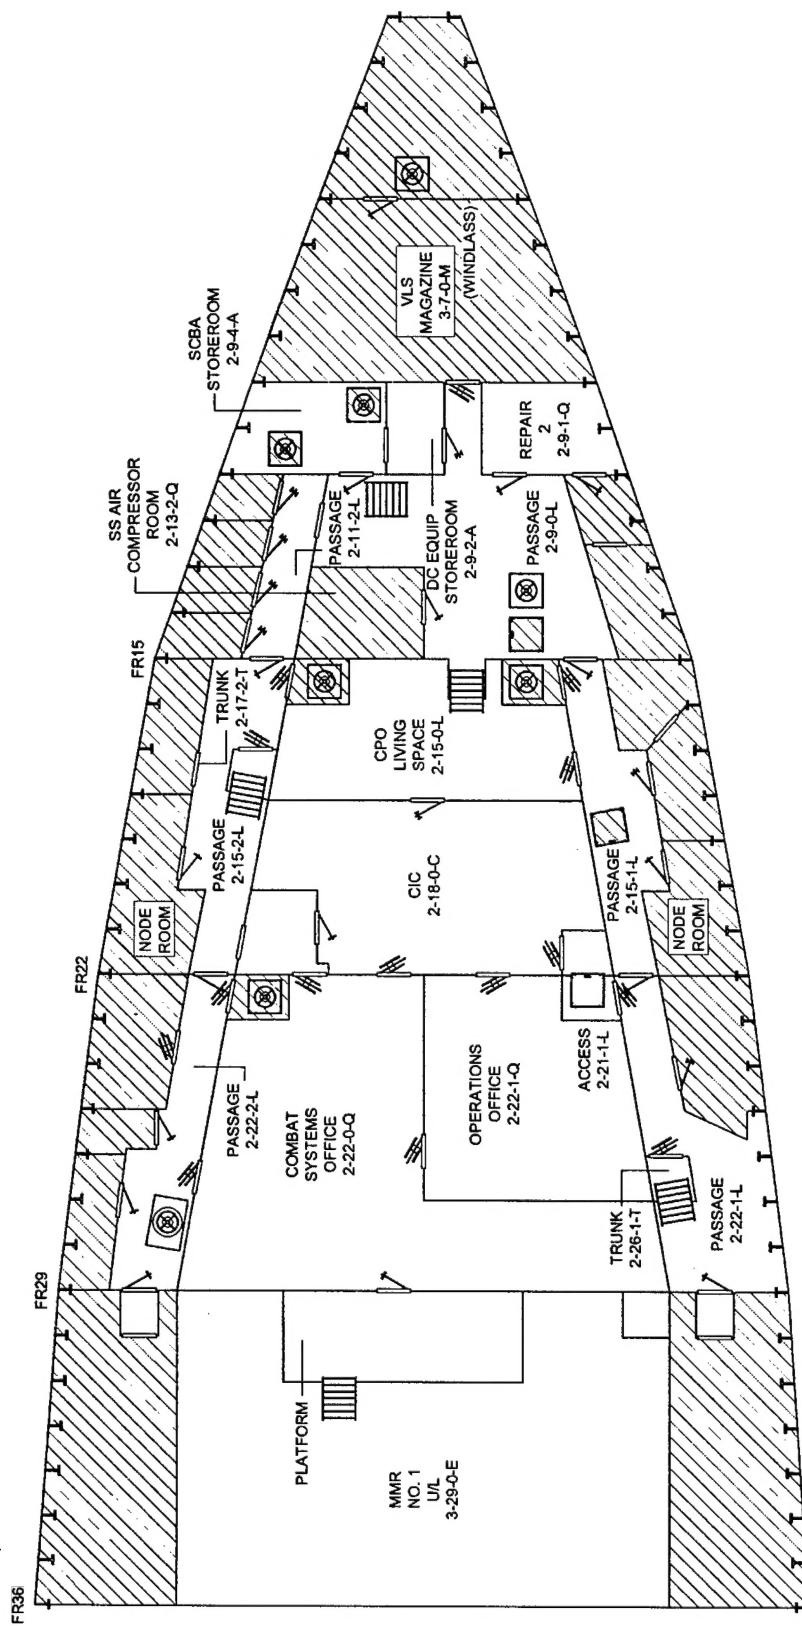 SCBA
STOREROOM
2-9-4-A
SS AIR
COMPRESSOR
ROOM
2-13-2-Q
VLS
MAGAZINE
3-7-0-M
(WINDLASS)
REPAIR
2
2-9-1-Q
PASSAGE
2-11-2-L
DC EQUIP
STOREROOM
2-9-2-A
PASSAGE
2-9-0-L
FR15
TRUNK
2-17-2-T
CPO
LIVING
SPACE
2-15-0-L
PASSAGE
2-15-2-L
CIC
2-18-0-C
PASSAGE
2-15-1-L
NODE
ROOM
NODE
ROOM
FR22
PASSAGE
2-22-2-L
COMBAT
SYSTEMS
OFFICE
2-22-0-Q
OPERATIONS
OFFICE
2-22-1-Q
ACCESS
2-21-1-L
TRUNK
2-26-1-T
PASSAGE
2-22-1-L
FR29
PLATFORM
MMR
NO. 1
U/L
3-29-0-E
FR36